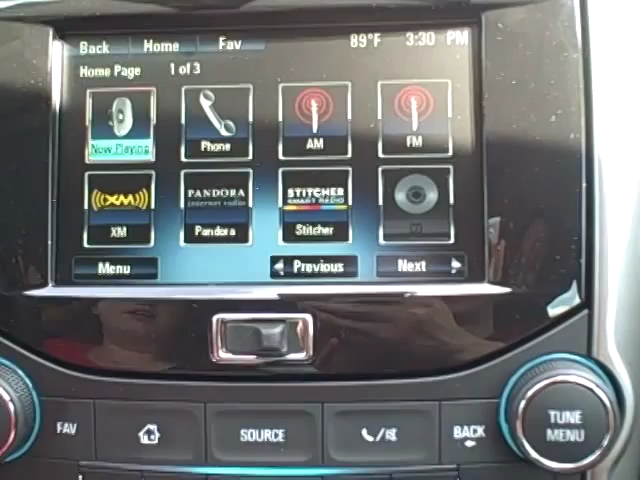 Back Home Fav 89°F 3:30 PM
Home Page 1 of 3
Now Playing Phone AM FM
XM PANDORA internet radio STITCHER SMART RADIO
XM Pandora Stitcher
Menu Previous Next
FAV SOURCE BACK TUNE MENU